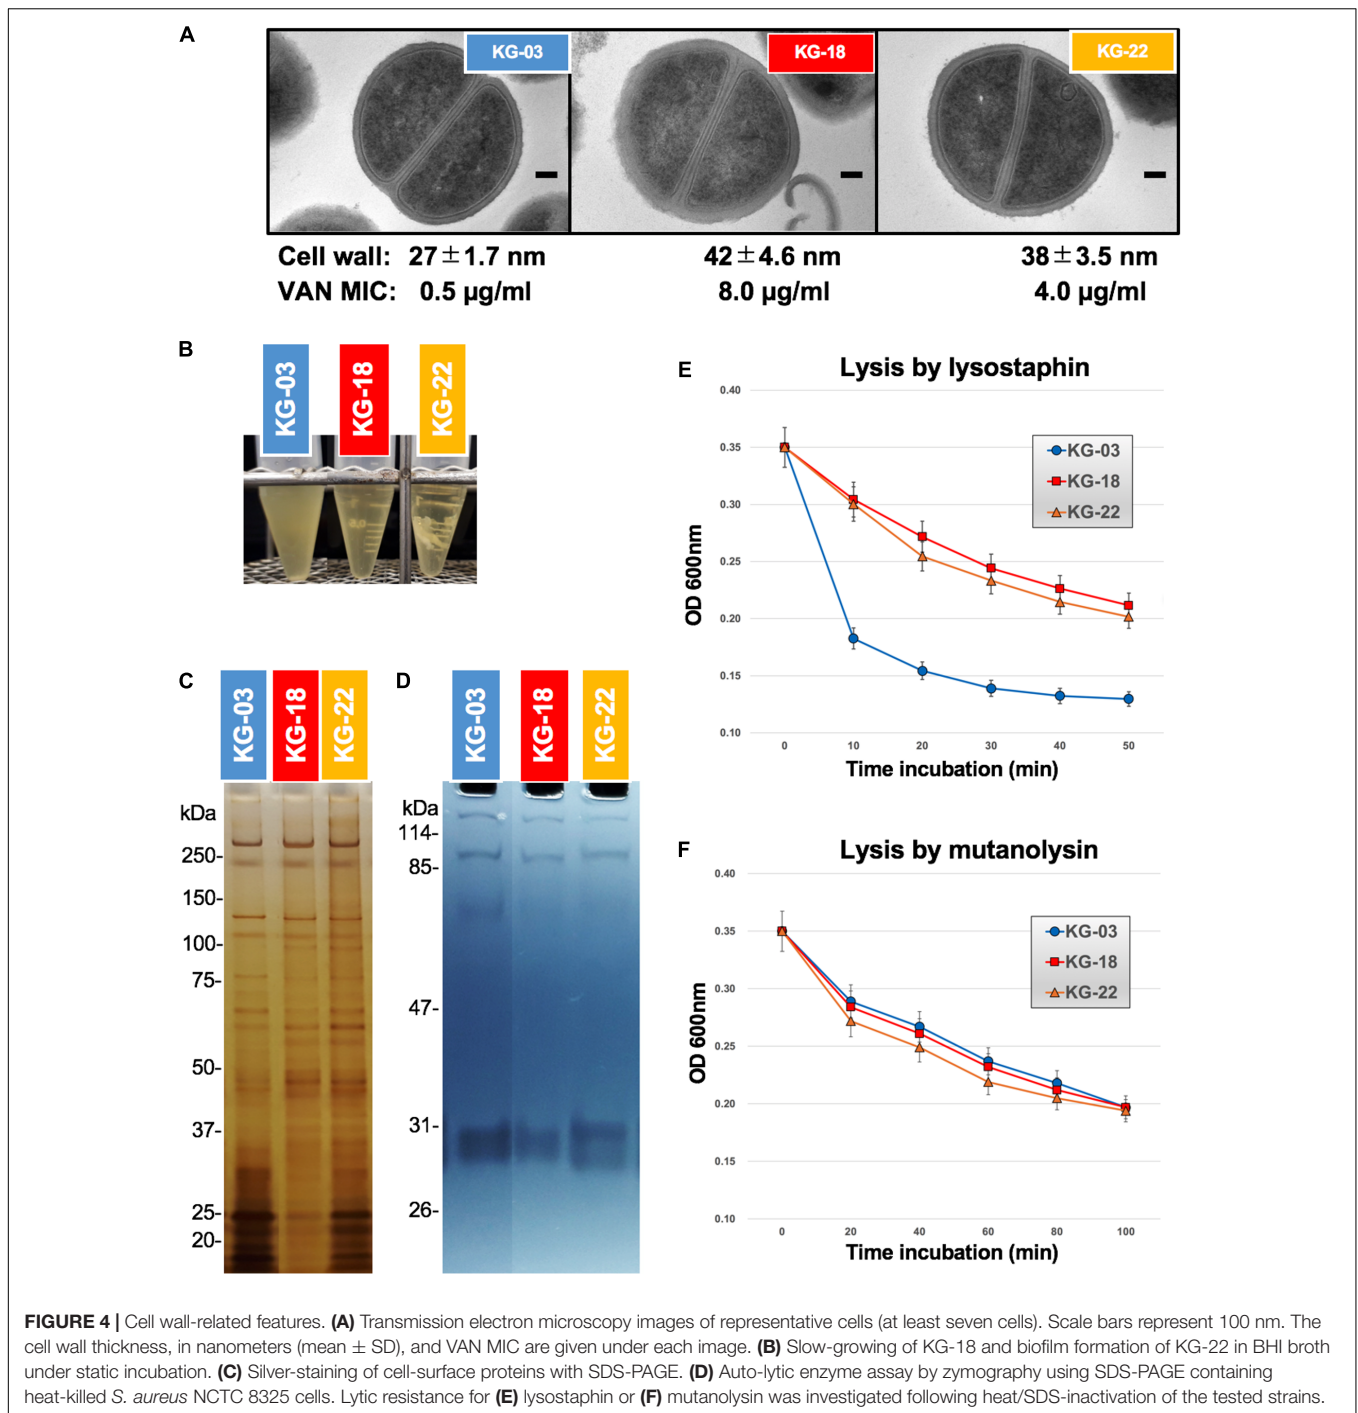 A
KG-03
KG-18
KG-22
Cell wall: 27±1.7 nm 42±4.6 nm 38±3.5 nm
VAN MIC: 0.5 µg/ml 8.0 µg/ml 4.0 µg/ml
B
KG-03
KG-18
KG-22
C
KG-03
KG-18
KG-22
kDa
250-
150-
100-
75-
50-
37-
25-
20-
D
KG-03
KG-18
KG-22
kDa
114-
85-
47-
31-
26-
E
Lysis by lysostaphin
OD 600nm
0.40
0.35
0.30
0.25
0.20
0.15
0.10
KG-03
KG-18
KG-22
0 10 20 30 40 50
Time incubation (min)
F
Lysis by mutanolysin
OD 600nm
0.40
0.35
0.30
0.25
0.20
0.15
0.10
KG-03
KG-18
KG-22
0 20 40 60 80 100
Time incubation (min)
FIGURE 4 | Cell wall-related features. (A) Transmission electron microscopy images of representative cells (at least seven cells). Scale bars represent 100 nm. The
cell wall thickness, in nanometers (mean ± SD), and VAN MIC are given under each image. (B) Slow-growing of KG-18 and biofilm formation of KG-22 in BHI broth
under static incubation. (C) Silver-staining of cell-surface proteins with SDS-PAGE. (D) Auto-lytic enzyme assay by zymography using SDS-PAGE containing
heat-killed S. aureus NCTC 8325 cells. Lytic resistance for (E) lysostaphin or (F) mutanolysin was investigated following heat/SDS-inactivation of the tested strains.